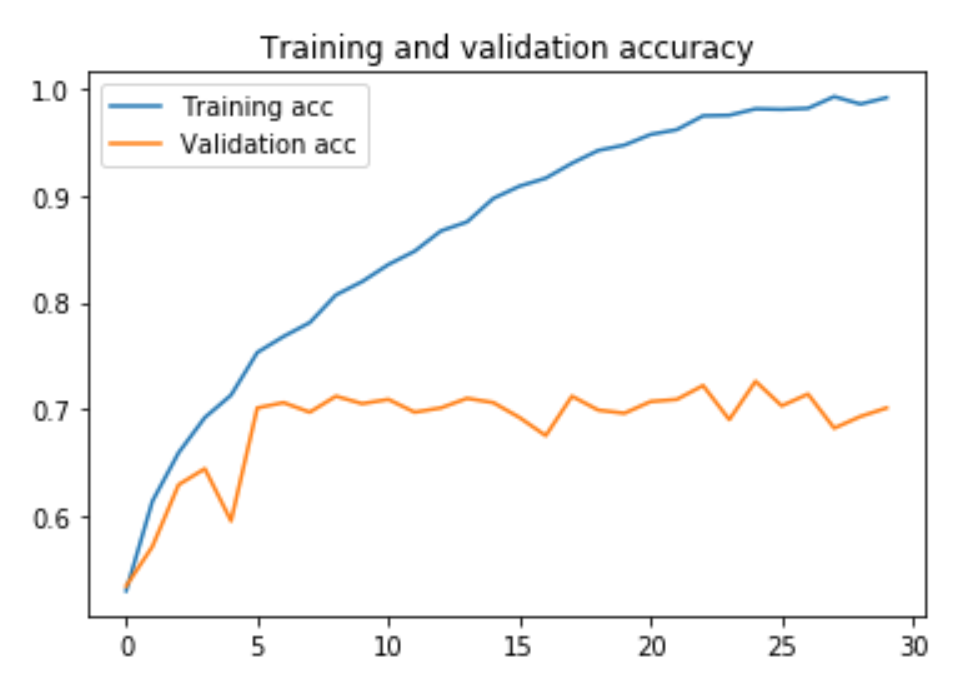 Training and validation accuracy
Training acc
Validation acc
1.0
0.9
0.8
0.7
0.6
0 5 10 15 20 25 30